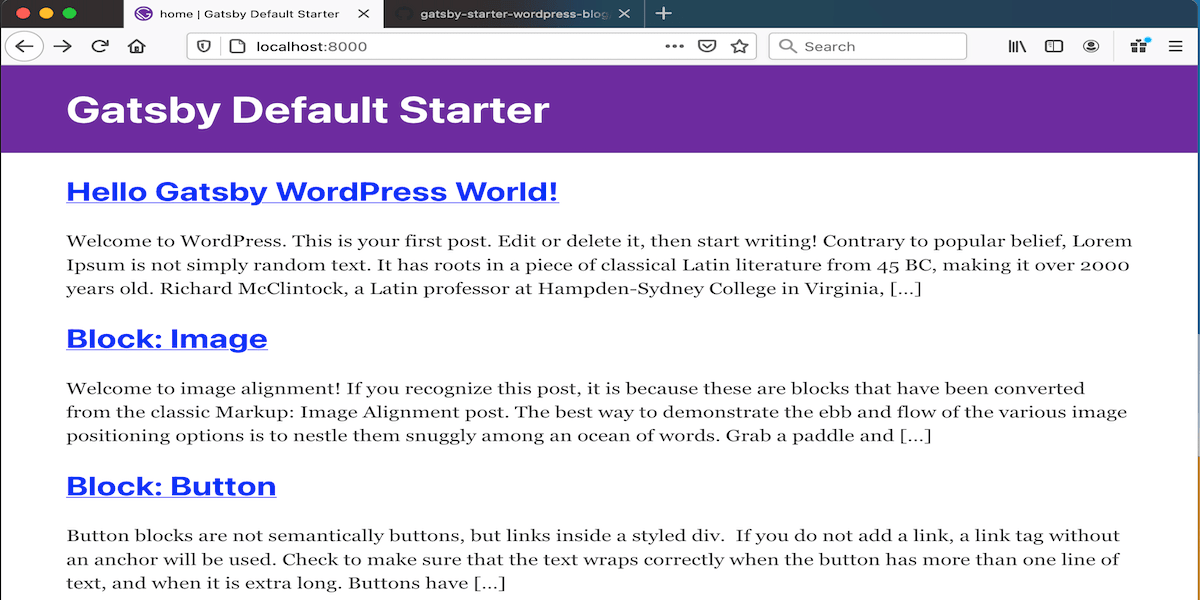 home | Gatsby Default Starter
gatsby-starter-wordpress-blog
localhost:8000
Search
Gatsby Default Starter
Hello Gatsby WordPress World!
Welcome to WordPress. This is your first post. Edit or delete it, then start writing! Contrary to popular belief, Lorem
Ipsum is not simply random text. It has roots in a piece of classical Latin literature from 45 BC, making it over 2000
years old. Richard McClintock, a Latin professor at Hampden-Sydney College in Virginia, [...]
Block: Image
Welcome to image alignment! If you recognize this post, it is because these are blocks that have been converted
from the classic Markup: Image Alignment post. The best way to demonstrate the ebb and flow of the various image
positioning options is to nestle them snuggly among an ocean of words. Grab a paddle and [...]
Block: Button
Button blocks are not semantically buttons, but links inside a styled div.  If you do not add a link, a link tag without
an anchor will be used. Check to make sure that the text wraps correctly when the button has more than one line of
text, and when it is extra long. Buttons have [...]